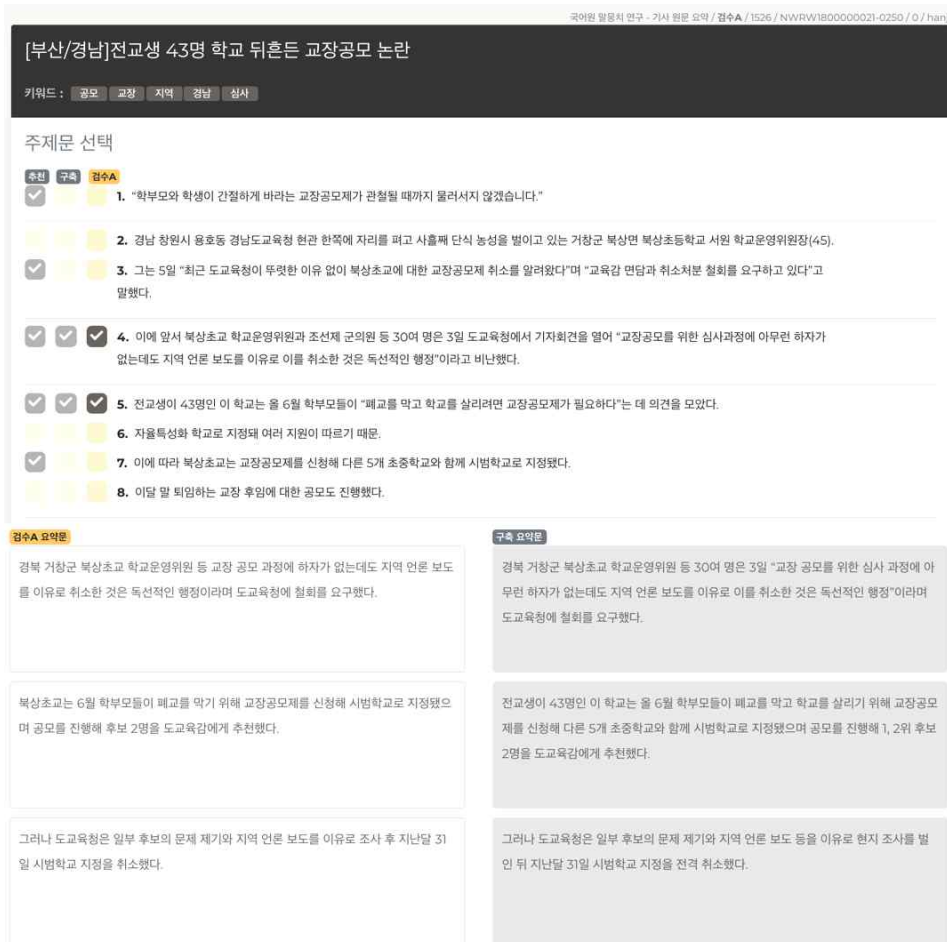 국어원 말뭉치 연구 - 기사 원문 요약 / 검수A / 1526 / NWRW1800000021-0250 / 0 / han
[부산/경남]전교생 43명 학교 뒤흔든 교장공모 논란
키워드 : 공모 교장 지역 경남 심사
주제문 선택
추천 구축 검수A
1. “학부모와 학생이 간절하게 바라는 교장공모제가 관철될 때까지 물러서지 않겠습니다.”
2. 경남 창원시 용호동 경남도교육청 현관 한쪽에 자리를 펴고 사흘째 단식 농성을 벌이고 있는 거창군 북상면 북상초등학교 서원 학교운영위원장(45).
3. 그는 5일 “최근 도교육청이 뚜렷한 이유 없이 북상초교에 대한 교장공모제 취소를 알려왔다”며 “교육감 면담과 취소처분 철회를 요구하고 있다”고
말했다.
4. 이에 앞서 북상초교 학교운영위원과 조선제 군의원 등 30여 명은 3일 도교육청에서 기자회견을 열어 “교장공모를 위한 심사과정에 아무런 하자가
없는데도 지역 언론 보도를 이유로 이를 취소한 것은 독선적인 행정”이라고 비난했다.
5. 전교생이 43명인 이 학교는 올 6월 학부모들이 “폐교를 막고 학교를 살리려면 교장공모제가 필요하다”는 데 의견을 모았다.
6. 자율특성화 학교로 지정돼 여러 지원이 따르기 때문.
7. 이에 따라 북상초교는 교장공모제를 신청해 다른 5개 초중학교와 함께 시범학교로 지정됐다.
8. 이달 말 퇴임하는 교장 후임에 대한 공모도 진행했다.
검수A 요약문
경북 거창군 북상초교 학교운영위원 등 교장 공모 과정에 하자가 없는데도 지역 언론 보도
를 이유로 취소한 것은 독선적인 행정이라며 도교육청에 철회를 요구했다.
북상초교는 6월 학부모들이 폐교를 막기 위해 교장공모제를 신청해 시범학교로 지정됐으
며 공모를 진행해 후보 2명을 도교육감에게 추천했다.
그러나 도교육청은 일부 후보의 문제 제기와 지역 언론 보도를 이유로 조사 후 지난달 31
일 시범학교 지정을 취소했다.
구축 요약문
경북 거창군 북상초교 학교운영위원 등 30여 명은 3일 “교장 공모를 위한 심사 과정에 아
무런 하자가 없는데도 지역 언론 보도를 이유로 이를 취소한 것은 독선적인 행정”이라며
도교육청에 철회를 요구했다.
전교생이 43명인 이 학교는 올 6월 학부모들이 폐교를 막고 학교를 살리기 위해 교장공모
제를 신청해 다른 5개 초중학교와 함께 시범학교로 지정됐으며 공모를 진행해 1, 2위 후보
2명을 도교육감에게 추천했다.
그러나 도교육청은 일부 후보의 문제 제기와 지역 언론 보도 등을 이유로 현지 조사를 벌
인 뒤 지난달 31일 시범학교 지정을 전격 취소했다.